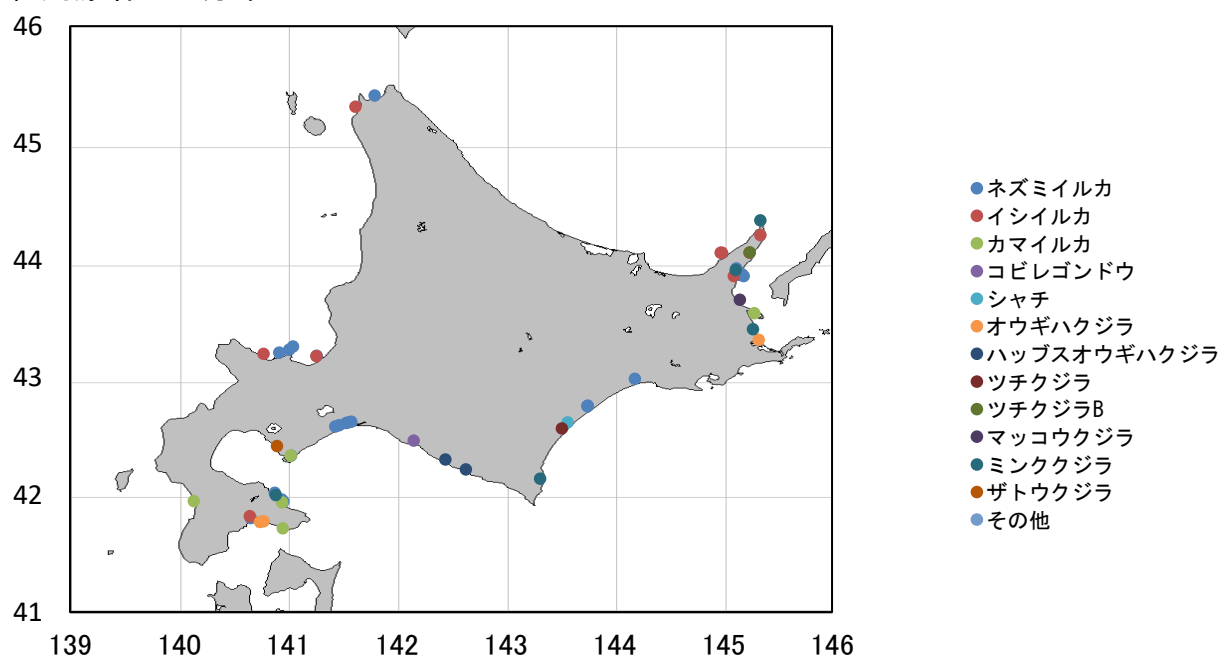 46
45
44
43
42
41
139 140 141 142 143 144 145 146
ネズミイルカ
イシイルカ
カマイルカ
コビレゴンドウ
シャチ
オウギハクジラ
ハッブスオウギハクジラ
ツチクジラ
ツチクジラB
マッコウクジラ
ミンククジラ
ザトウクジラ
その他